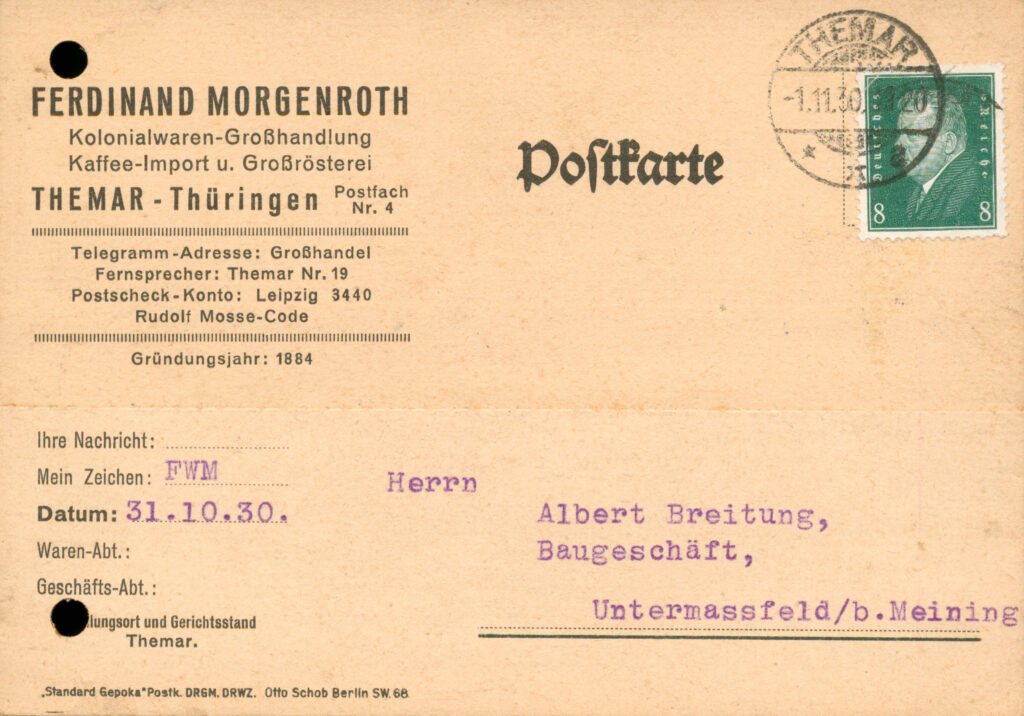 FERDINAND MORGENROTH
Kolonialwaren-Großhandlung
Kaffee-Import u. Großrösterei
THEMAR - Thüringen Postfach Nr. 4
Telegramm-Adresse: Großhandel
Fernsprecher: Themar Nr. 19
Postscheck-Konto: Leipzig 3440
Rudolf Mosse-Code
Gründungsjahr: 1884
Postkarte
THEMAR
-1.11.30.
Deutsches Reich
8 8
Ihre Nachricht:
Mein Zeichen: FWM
Datum: 31.10.30.
Waren-Abt.:
Geschäfts-Abt.:
lungsort und Gerichtsstand
Themar.
Herrn
Albert Breitung,
Baugeschäft,
Untermassfeld/b.Meining
„Standard Gepoka" Postk. DRGM. DRWZ. Otto Schob Berlin SW. 68